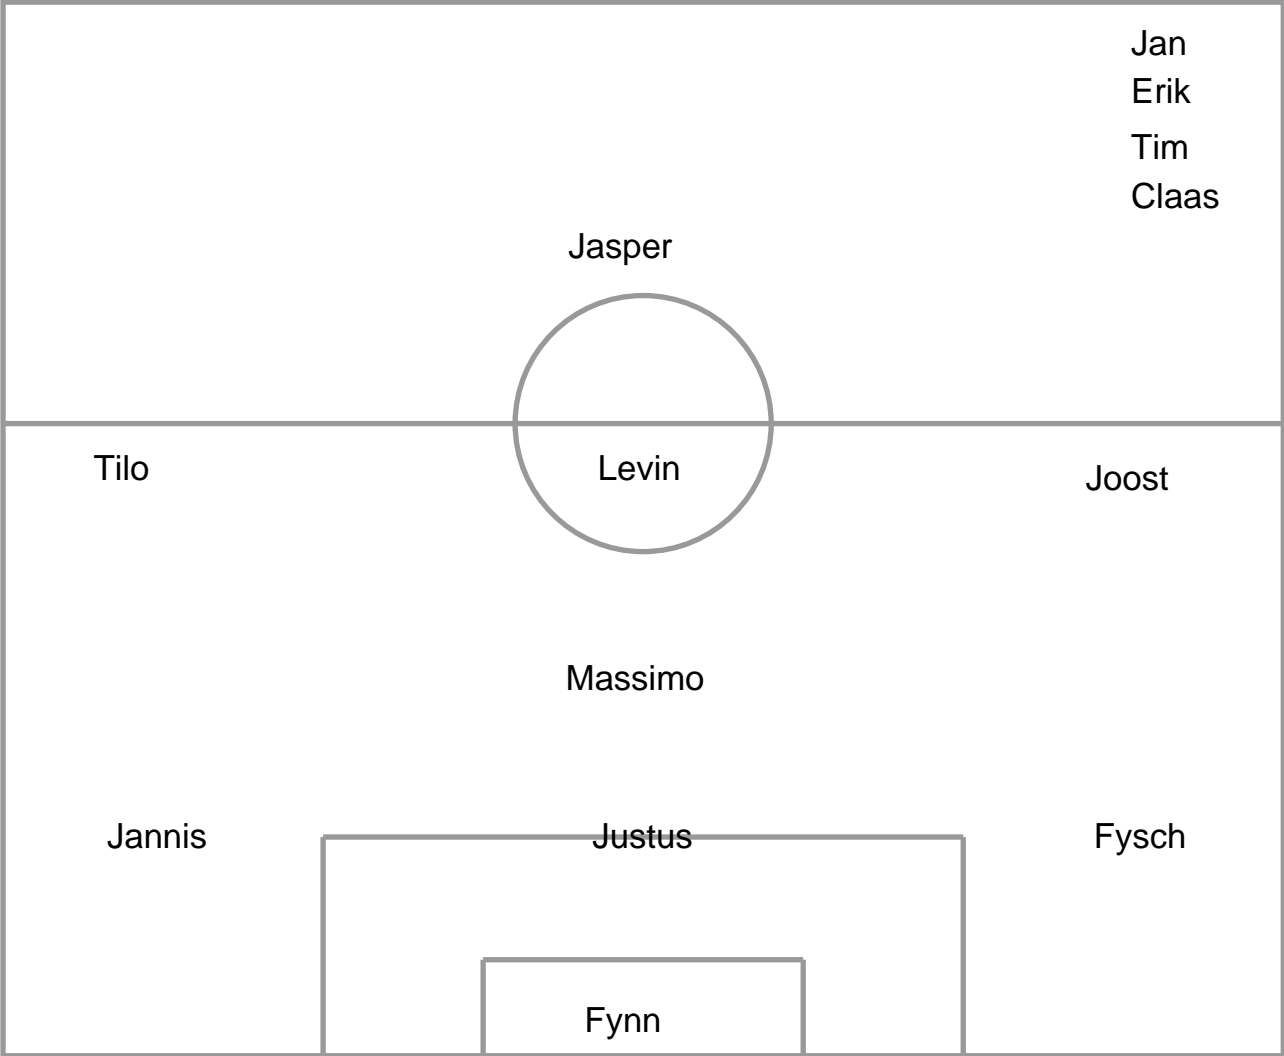 Jan
Erik
Tim
Claas
Jasper
Tilo Levin Joost
Massimo
Jannis Justus Fysch
Fynn